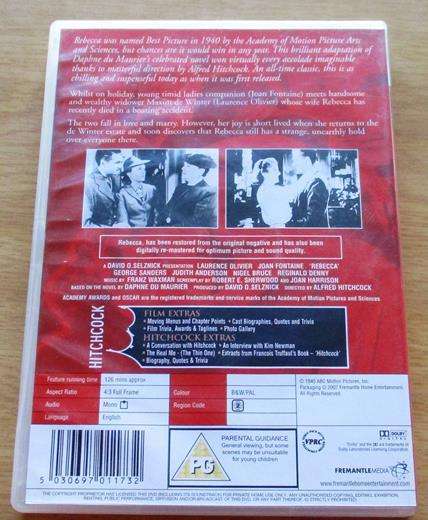 Rebecca was named Best Picture in 1940 by the Academy of Motion Picture Arts
and Sciences, but chances are it would win in any year. This brilliant adaptation of
Daphne du Maurier's celebrated novel won virtually every accolade imaginable
thanks to masterful direction by Alfred Hitchcock. An all-time classic, this is as
chilling and suspenseful today as when it was first released.
Whilst on holiday, young timid ladies companion (Joan Fontaine) meets handsome
and wealthy widower Maxim de Winter (Laurence Olivier) whose wife Rebecca has
recently died in a boating accident.
The two fall in love and marry. However, her joy is short lived when she returns to the
de Winter estate and soon discovers that Rebecca still has a strange, unearthly hold
over everyone there.
Rebecca, has been restored from the original negative and has also been
digitally re-mastered for optimum picture and sound quality.
A DAVID O.SELZNICK PRESENTATION LAURENCE OLIVIER JOAN FONTAINE 'REBECCA'
GEORGE SANDERS JUDITH ANDERSON NIGEL BRUCE REGINALD DENNY
MUSIC BY FRANZ WAXMAN SCREENPLAY BY ROBERT E. SHERWOOD AND JOAN HARRISON
BASED ON THE NOVEL BY DAPHNE DU MAURIER PRODUCED BY DAVID O. SELZNICK DIRECTED BY ALFRED HITCHCOCK
ACADEMY AWARDS and OSCAR are the registered trademarks and service marks of the Academy of Motion Pictures and Sciences.
HITCHCOCK
FILM EXTRAS
• Moving Menus and Chapter Points • Cast Biographies, Quotes and Trivia
• Film Trivia, Awards & Taglines • Photo Gallery
HITCHCOCK EXTRAS
• A Conversation with Hitchcock • An Interview with Kim Newman
• The Real Me - (The Thin One) • Extracts from Francois Truffaut's Book - 'Hitchcock'
• Biography, Quotes & Trivia
Feature running time 126 mins approx
Aspect Ratio 4:3 Full Frame Colour B&W/PAL
Audio Mono Region Code 2
Language English
© 1940 ABC Motion Pictures, Inc.
Packaging © 2007 Fremantle Home Entertainment.
All Rights Reserved.
5 030697 011732
PG
PARENTAL GUIDANCE
General viewing, but some
scenes may be unsuitable
for young children
VPRC
DOLBY
DIGITAL
"Dolby" and the are trademarks of
Dolby Laboratories Licensing Corporation.
FREMANTLEMEDIA
www.fremantlehomeentertainment.com